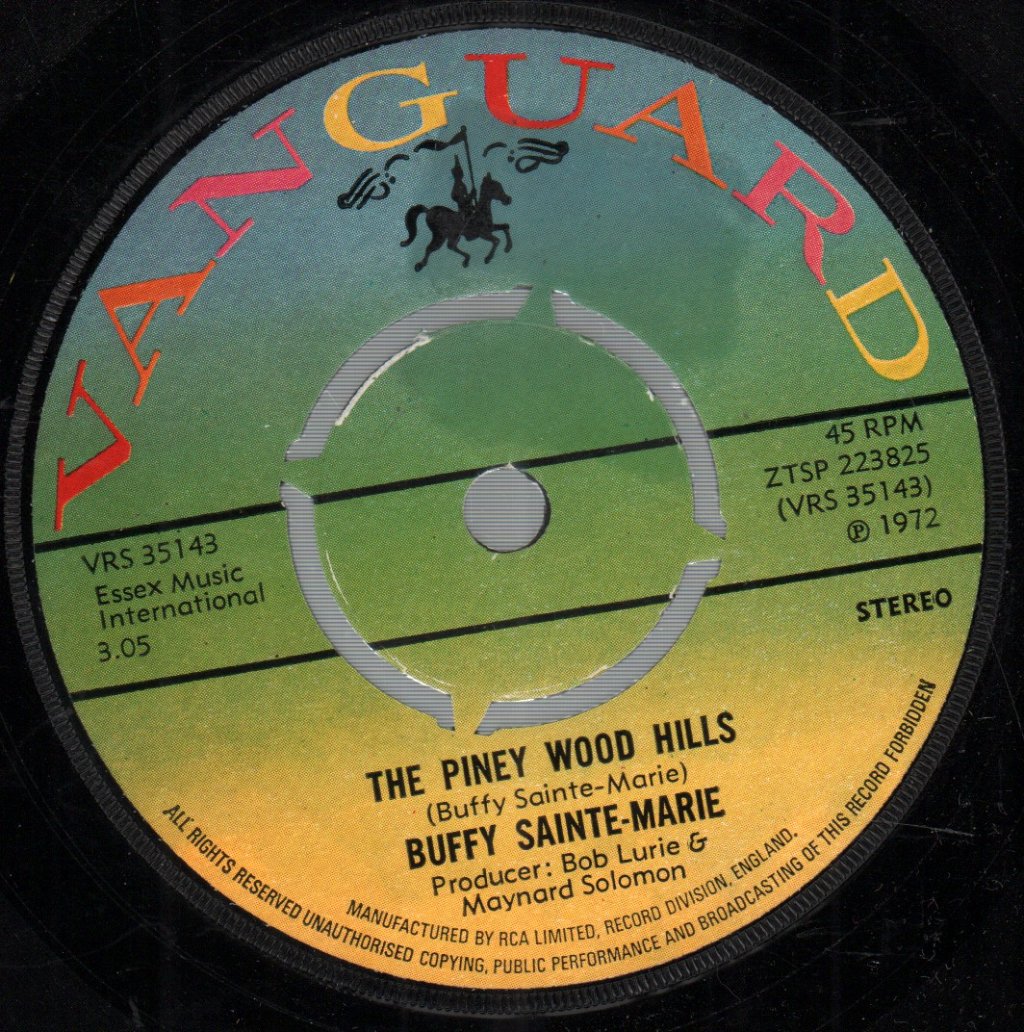 VANGUARD
45 RPM
ZTSP 223825
(VRS 35143)
℗ 1972
VRS 35143
Essex Music
International
3.05
STEREO
THE PINEY WOOD HILLS
(Buffy Sainte-Marie)
BUFFY SAINTE-MARIE
Producer: Bob Lurie &
Maynard Solomon
MANUFACTURED BY RCA LIMITED, RECORD DIVISION, ENGLAND.
ALL RIGHTS RESERVED UNAUTHORISED COPYING, PUBLIC PERFORMANCE AND BROADCASTING OF THIS RECORD FORBIDDEN